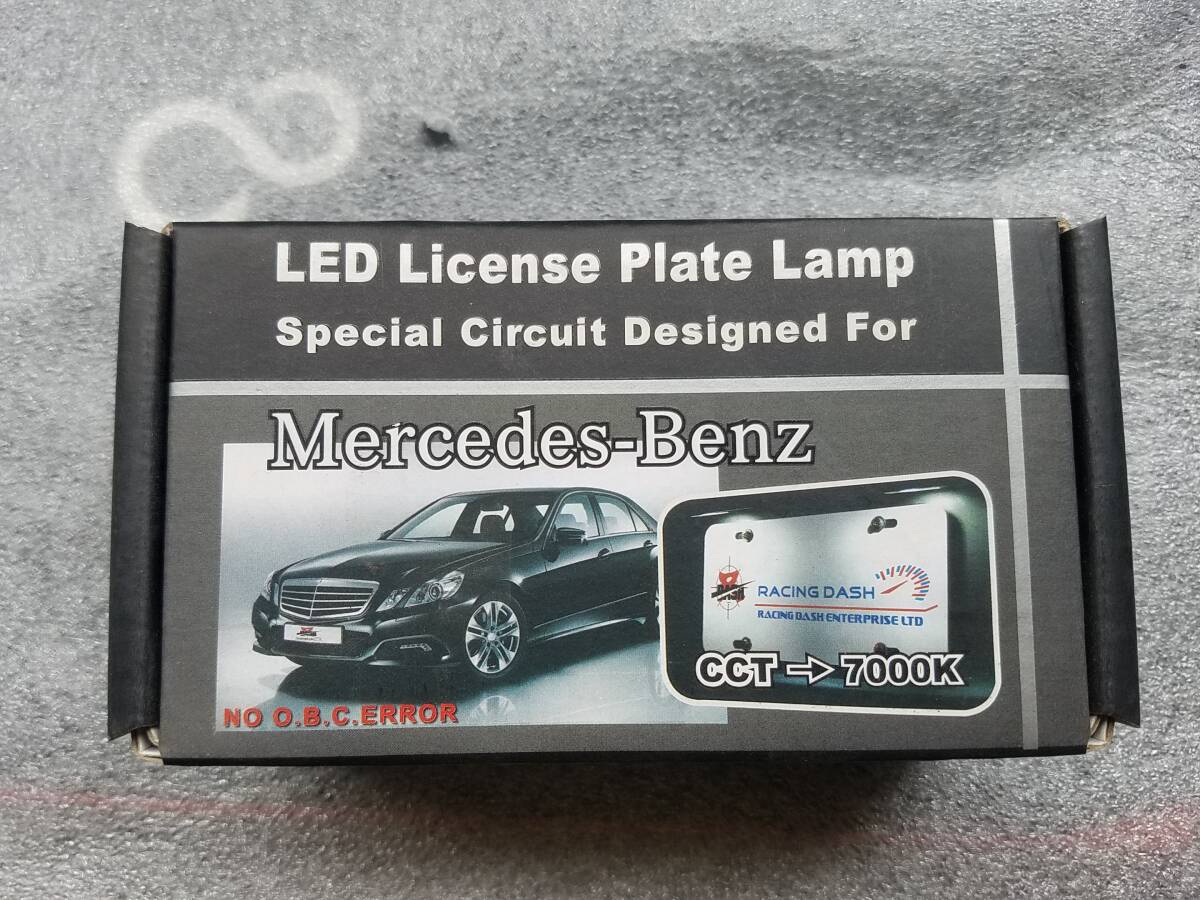 LED License Plate Lamp
Special Circuit Designed For
Mercedes-Benz
DASH
RACING DASH
RACING DASH ENTERPRISE LTD
CCT → 7000K
NO O.B.C.ERROR